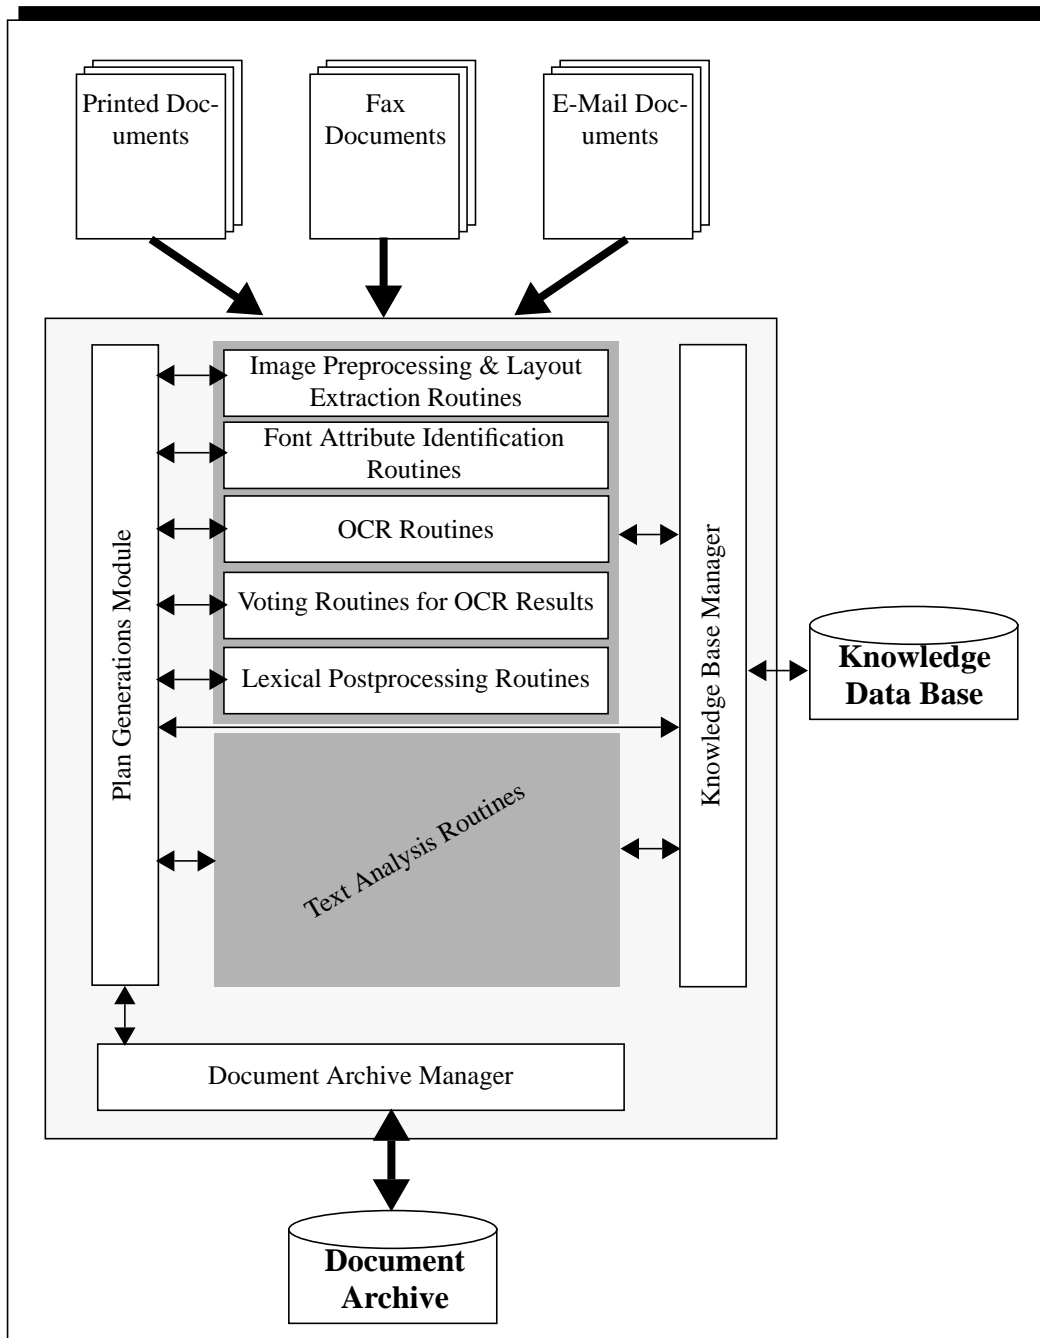 Printed Doc-
uments
Fax
Documents
E-Mail Doc-
uments
Image Preprocessing & Layout
Extraction Routines
Font Attribute Identification
Routines
OCR Routines
Voting Routines for OCR Results
Lexical Postprocessing Routines
Plan Generations Module
Knowledge Base Manager
Knowledge
Data Base
Text Analysis Routines
Document Archive Manager
Document
Archive